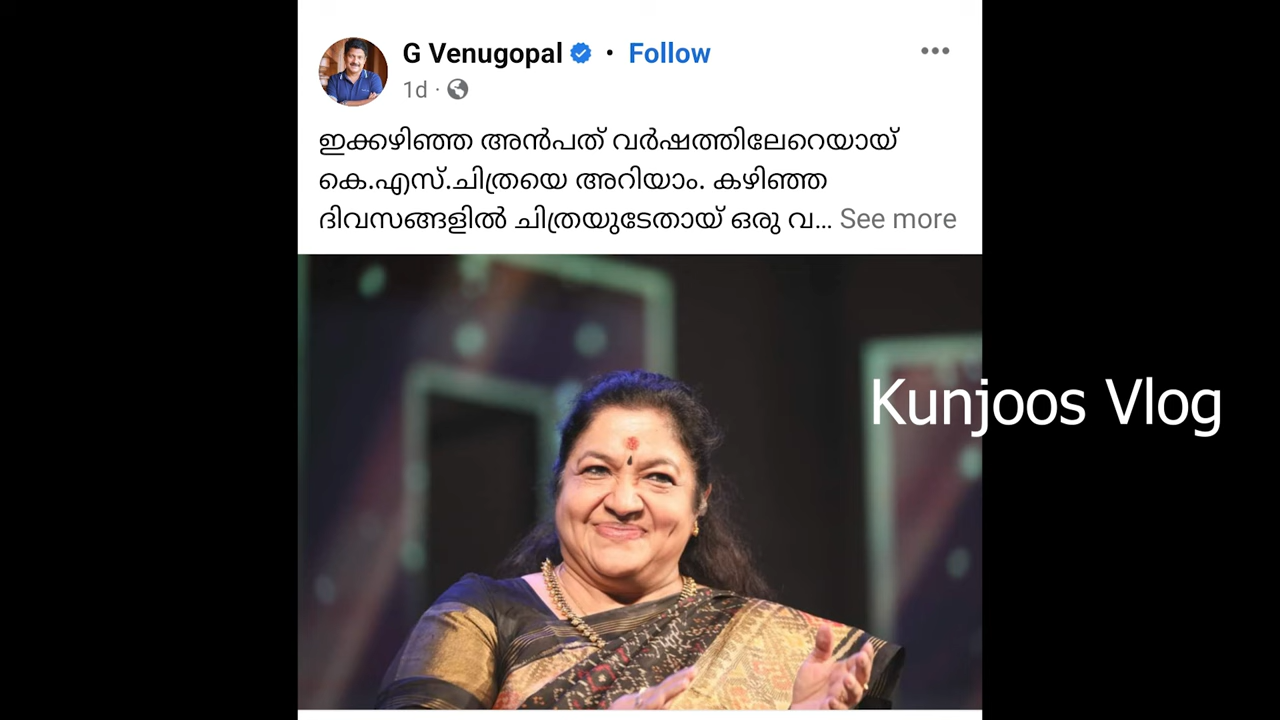 G Venugopal • Follow
1d ·
ഇക്കഴിഞ്ഞ അൻപത് വർഷത്തിലേറെയായ്
കെ.എസ്.ചിത്രയെ അറിയാം. കഴിഞ്ഞ
ദിവസങ്ങളിൽ ചിത്രയുടേതായ് ഒരു വ... See more
Kunjoos Vlog